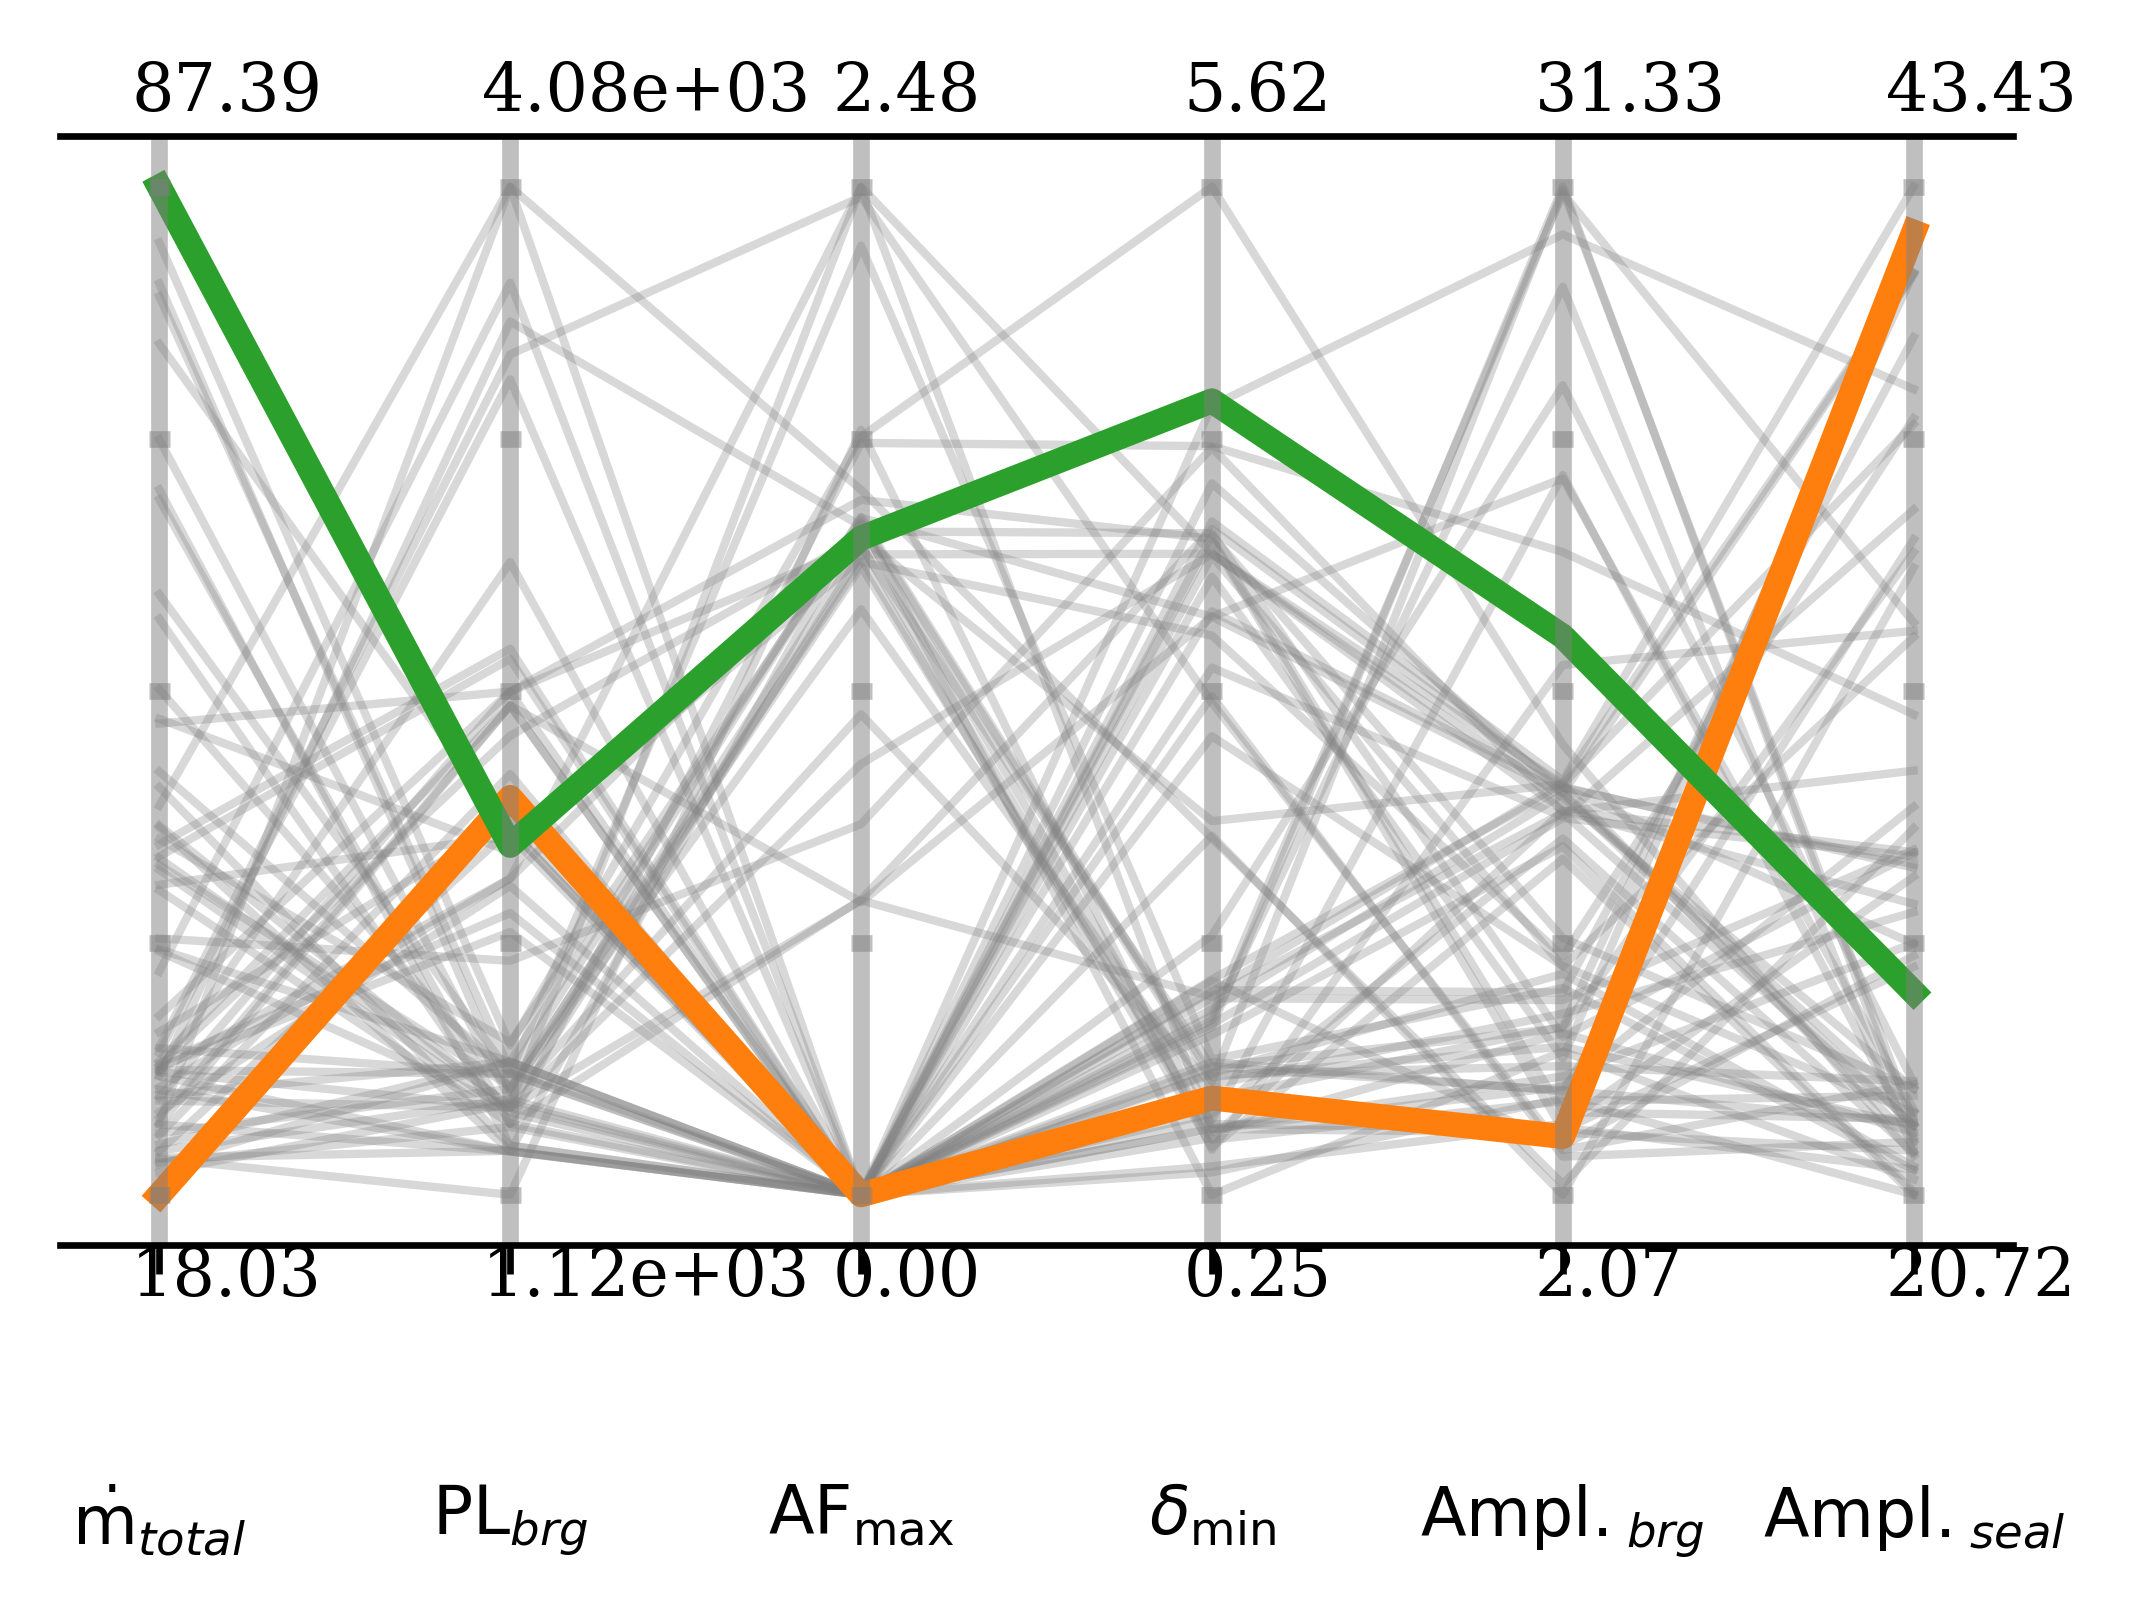 87.39 4.08e+03 2.48 5.62 31.33 43.43
18.03 1.12e+03 0.00 0.25 2.07 20.72
ṁtotal PLbrg AFmax δmin Ampl. brg Ampl. seal